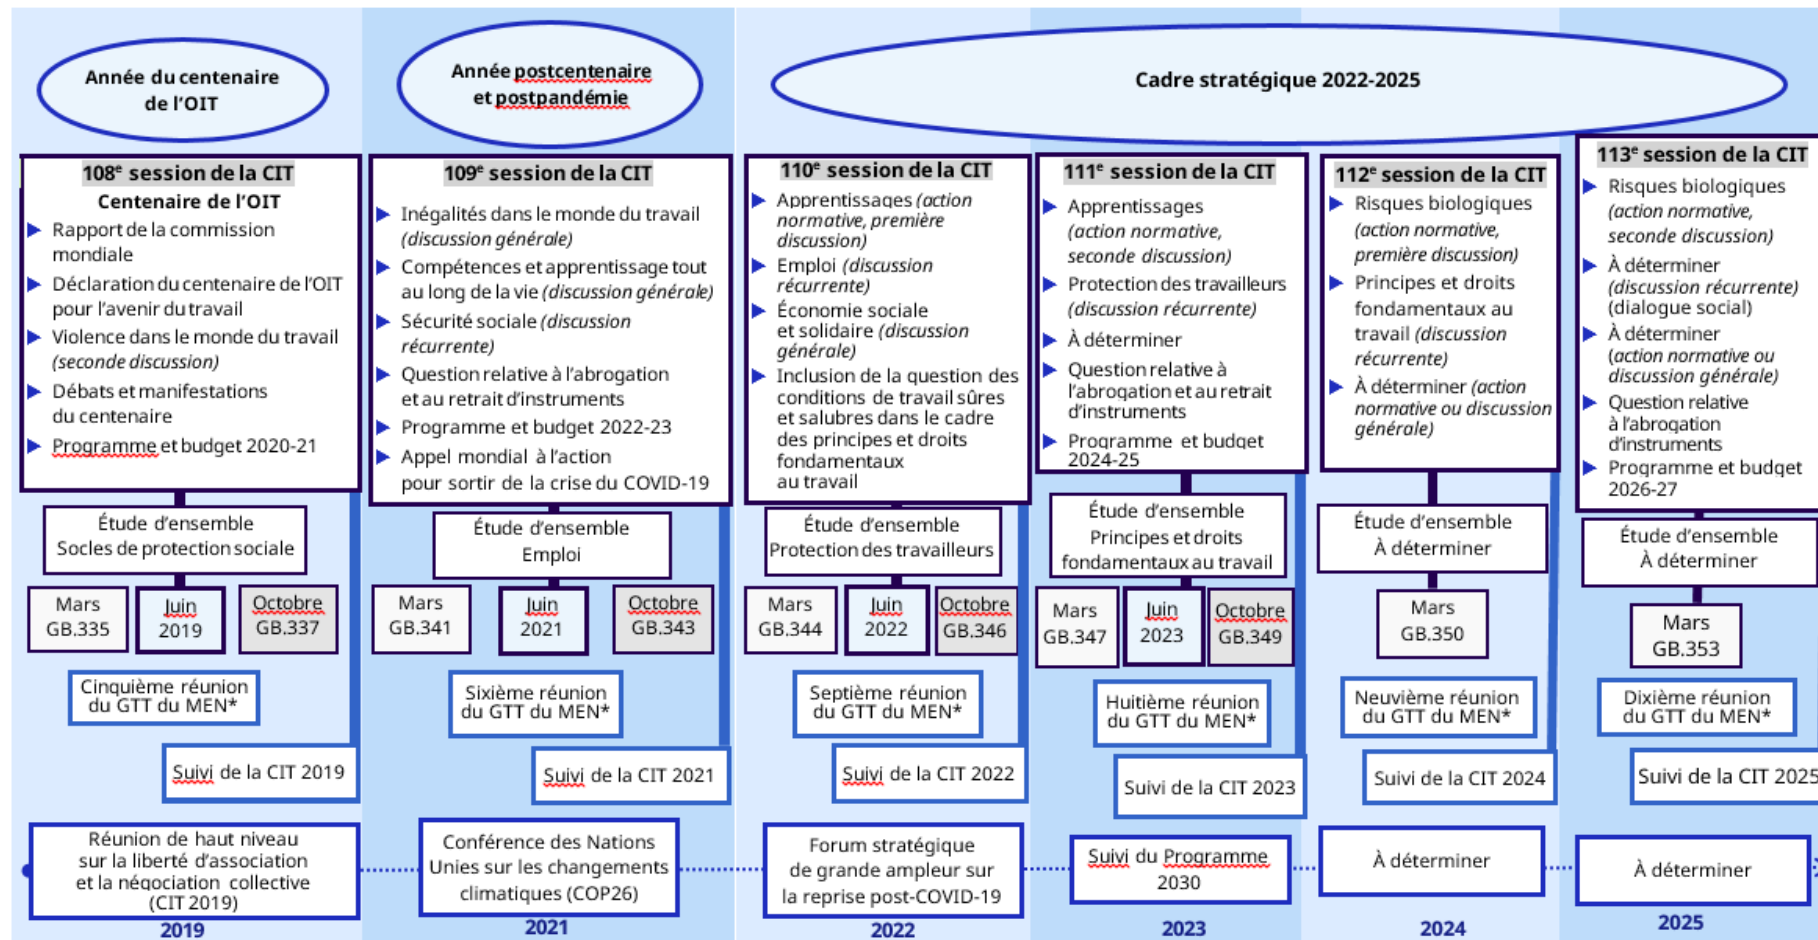 Année du centenaire
de l’OIT
Année postcentenaire
et postpandémie
Cadre stratégique 2022-2025
108e session de la CIT
Centenaire de l’OIT
Rapport de la commission
mondiale
Déclaration du centenaire de l’OIT
pour l’avenir du travail
Violence dans le monde du travail
(seconde discussion)
Débats et manifestations
du centenaire
Programme et budget 2020-21
Étude d’ensemble
Socles de protection sociale
Mars
GB.335
Juin
2019
Octobre
GB.337
Cinquième réunion
du GTT du MEN*
Suivi de la CIT 2019
Réunion de haut niveau
sur la liberté d’association
et la négociation collective
(CIT 2019)
2019
109e session de la CIT
Inégalités dans le monde du travail
(discussion générale)
Compétences et apprentissage tout
au long de la vie (discussion générale)
Sécurité sociale (discussion
récurrente)
Question relative à l’abrogation
et au retrait d’instruments
Programme et budget 2022-23
Appel mondial à l’action
pour sortir de la crise du COVID-19
Étude d’ensemble
Emploi
Mars
GB.341
Juin
2021
Octobre
GB.343
Sixième réunion
du GTT du MEN*
Suivi de la CIT 2021
Conférence des Nations
Unies sur les changements
climatiques (COP26)
2021
110e session de la CIT
Apprentissages (action
normative, première
discussion)
Emploi (discussion
récurrente)
Économie sociale
et solidaire (discussion
générale)
Inclusion de la question des
conditions de travail sûres
et salubres dans le cadre
des principes et droits
fondamentaux
au travail
Étude d’ensemble
Protection des travailleurs
Mars
GB.344
Juin
2022
Octobre
GB.346
Septième réunion
du GTT du MEN*
Suivi de la CIT 2022
Forum stratégique
de grande ampleur sur
la reprise post-COVID-19
2022
111e session de la CIT
Apprentissages
(action normative,
seconde discussion)
Protection des travailleurs
(discussion récurrente)
À déterminer
Question relative à
l’abrogation et au retrait
d’instruments
Programme et budget
2024-25
Étude d’ensemble
Principes et droits
fondamentaux au travail
Mars
GB.347
Juin
2023
Octobre
GB.349
Huitième réunion
du GTT du MEN*
Suivi de la CIT 2023
Suivi du Programme
2030
2023
112e session de la CIT
Risques biologiques
(action normative,
première discussion)
Principes et droits
fondamentaux au
travail (discussion
récurrente)
À déterminer (action
normative ou discussion
générale)
Étude d’ensemble
À déterminer
Mars
GB.350
Neuvième réunion
du GTT du MEN*
Suivi de la CIT 2024
À déterminer
2024
113e session de la CIT
Risques biologiques
(action normative,
seconde discussion)
À déterminer
(discussion récurrente)
(dialogue social)
À déterminer
(action normative ou
discussion générale)
Question relative
à l’abrogation
d’instruments
Programme et budget
2026-27
Étude d’ensemble
À déterminer
Mars
GB.353
Dixième réunion
du GTT du MEN*
Suivi de la CIT 2025
À déterminer
2025